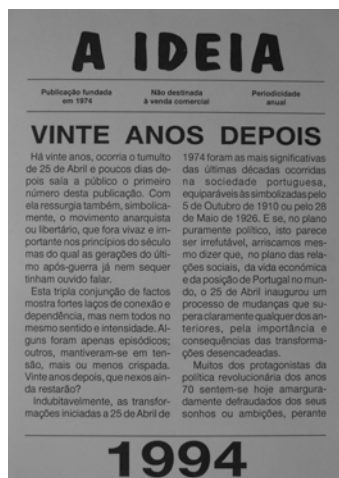 A IDEIA
Publicação fundada
em 1974
Não destinada
à venda comercial
Periodicidade
anual
VINTE ANOS DEPOIS
Há vinte anos, ocorria o tumulto
de 25 de Abril e poucos dias de-
pois saía a público o primeiro
número desta publicação. Com
ela ressurgia também, simbolica-
mente, o movimento anarquista
ou libertário, que fora vivaz e im-
portante nos princípios do século
mas do qual as gerações do últi-
mo após-guerra já nem sequer
tinham ouvido falar.
Esta tripla conjunção de factos
mostra fortes laços de conexão e
dependência, mas nem todos no
mesmo sentido e intensidade. Al-
guns foram apenas episódicos;
outros, mantiveram-se em ten-
são, mais ou menos crispada.
Vinte anos depois, que nexos ain-
da restarão?
Indubitavelmente, as transfor-
mações iniciadas a 25 de Abril de
1974 foram as mais significativas
das últimas décadas ocorridas
na sociedade portuguesa,
equiparáveis às simbolizadas pelo
5 de Outubro de 1910 ou pelo 28
de Maio de 1926. E se, no plano
puramente político, isto parece
ser irrefutável, arriscamos mes-
mo dizer que, no plano das rela-
ções sociais, da vida económica
e da posição de Portugal no mun-
do, o 25 de Abril inaugurou um
processo de mudanças que su-
pera claramente qualquer dos an-
teriores, pela importância e
consequências das transforma-
ções desencadeadas.
Muitos dos protagonistas da
política revolucionária dos anos
70 sentem-se hoje amargura-
damente defraudados dos seus
sonhos ou ambições, perante
1994